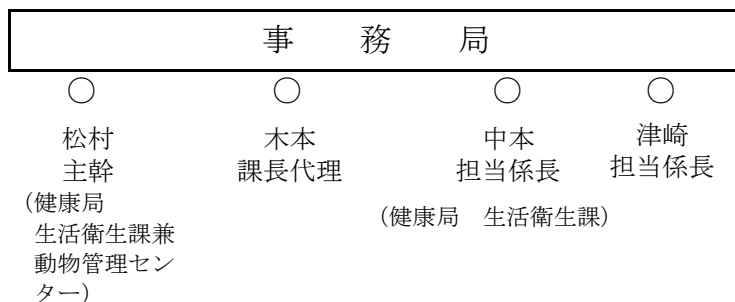 事　務　局
○　○　○　○
松村　木本　中本　津崎
主幹　課長代理　担当係長　担当係長
（健康局
生活衛生課兼
動物管理セン
ター）
（健康局　生活衛生課）